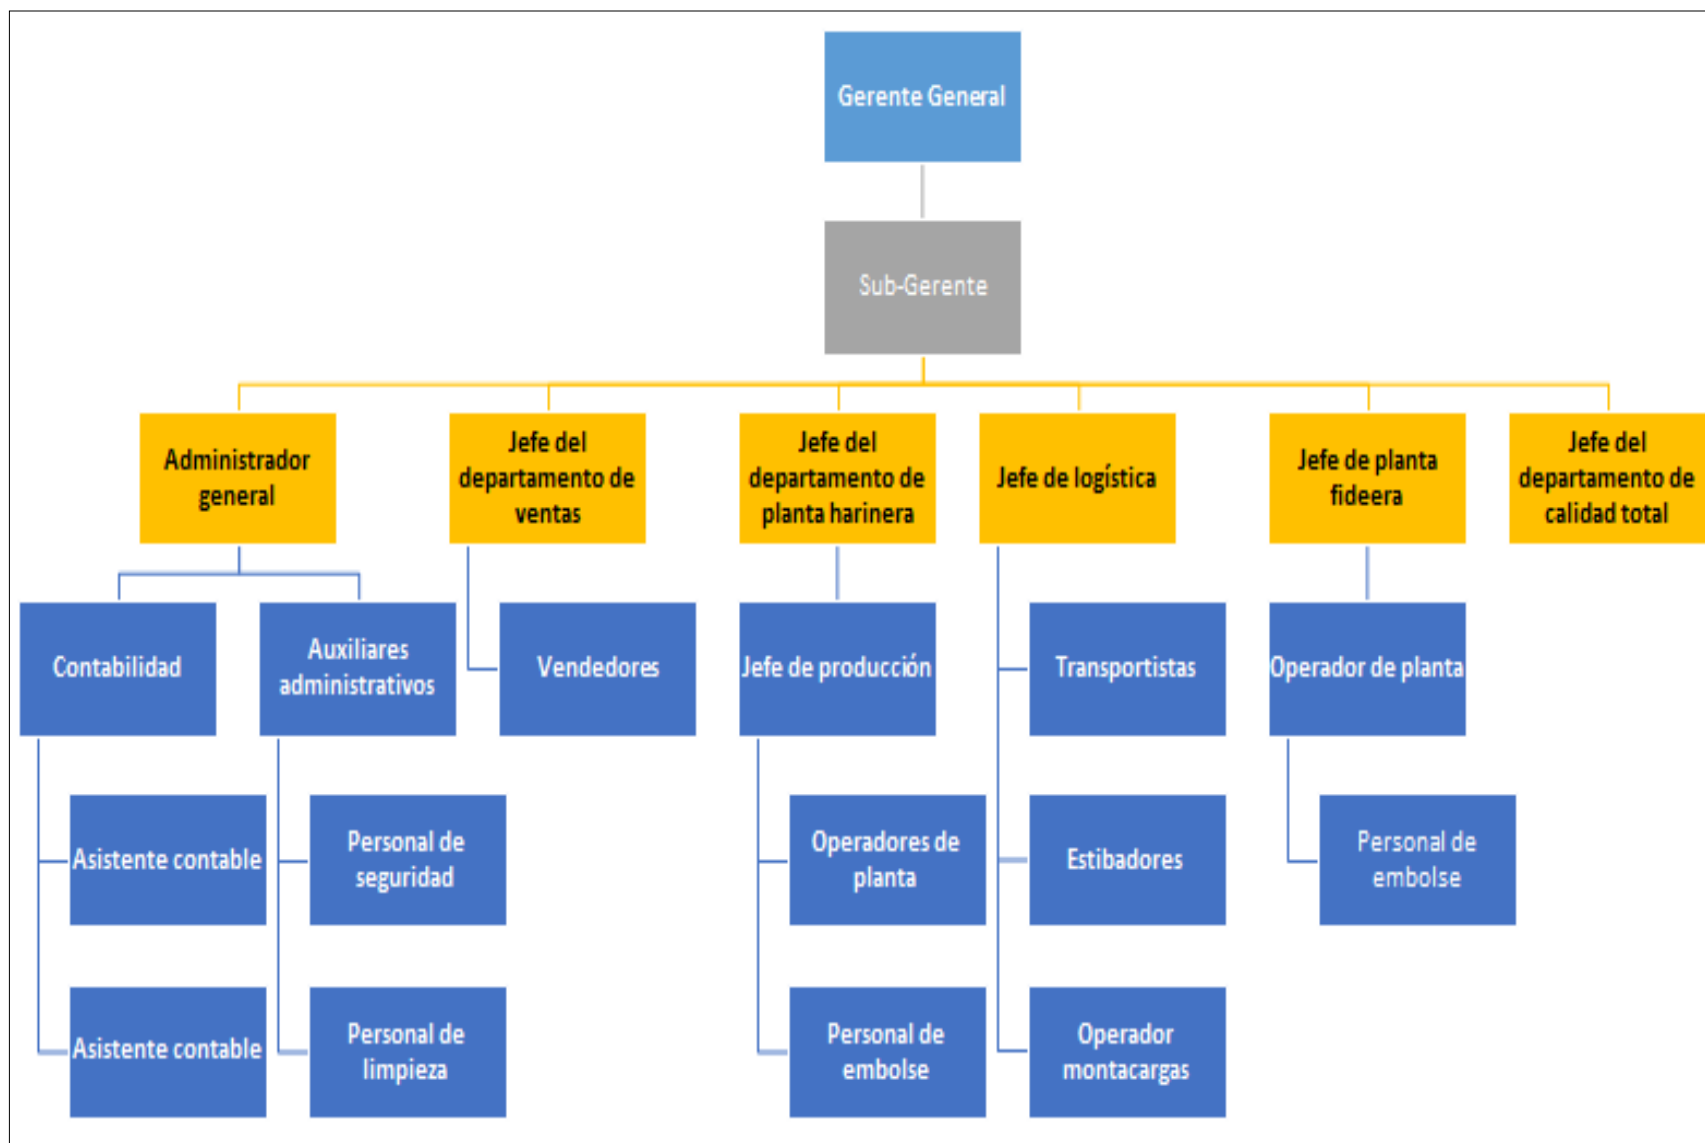 Gerente General
Sub-Gerente
Administrador
general
Jefe del
departamento de
ventas
Jefe del
departamento de
planta harinera
Jefe de logística
Jefe de planta
fideera
Jefe del
departamento de
calidad total
Contabilidad
Auxiliares
administrativos
Vendedores
Jefe de producción
Transportistas
Operador de planta
Asistente contable
Personal de
seguridad
Operadores de
planta
Estibadores
Personal de
embolse
Asistente contable
Personal de
limpieza
Personal de
embolse
Operador
montacargas